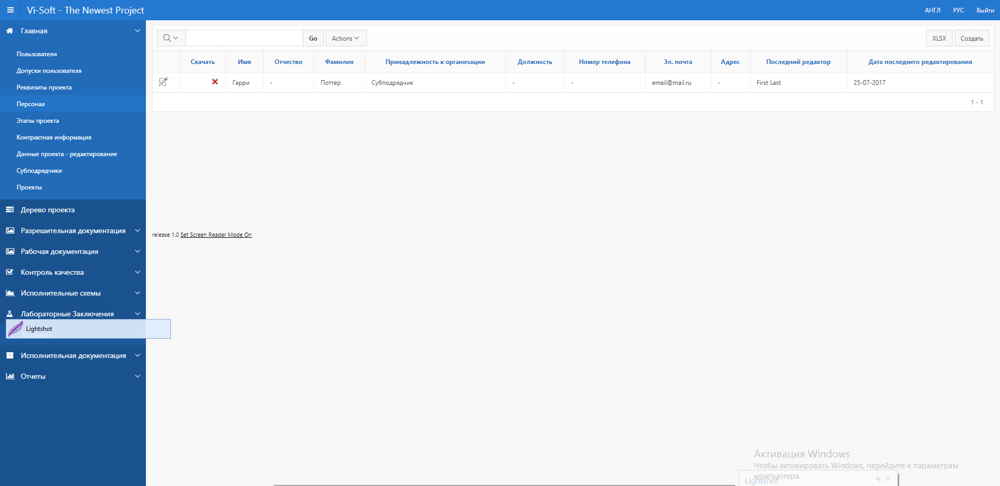 Vi-Soft - The Newest Project
АНГЛ РУС Выйти
Главная
Пользователи
Допуски пользователя
Реквизиты проекта
Персонал
Этапы проекта
Контрактная информация
Данные проекта - редактирование
Субподрядчики
Проекты
Дерево проекта
Разрешительная документация
Рабочая документация
Контроль качества
Исполнительные схемы
Лабораторные Заключения
Lightshot
Журналы
Исполнительная документация
Отчеты
Go Actions XLSX Создать
Скачать Имя Отчество Фамилия Принадлежность к организации Должность Номер телефона Эл. почта Адрес Последний редактор Дата последнего редактирования
Гарри - Поттер Субподрядчик - - email@mail.ru - First Last 25-07-2017
1 - 1
release 1.0 Set Screen Reader Mode On
Активация Windows
Чтобы активировать Windows, перейдите к параметрам
компьютера.
Lightshot